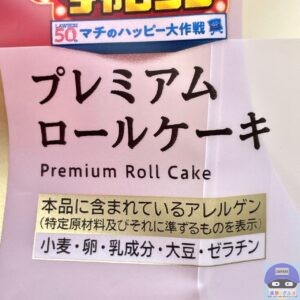 LAWSON
50th マチのハッピー大作戦
プレミアム
ロールケーキ
Premium Roll Cake
本品に含まれているアレルゲン
(特定原材料及びそれに準ずるものを表示)
小麦・卵・乳成分・大豆・ゼラチン